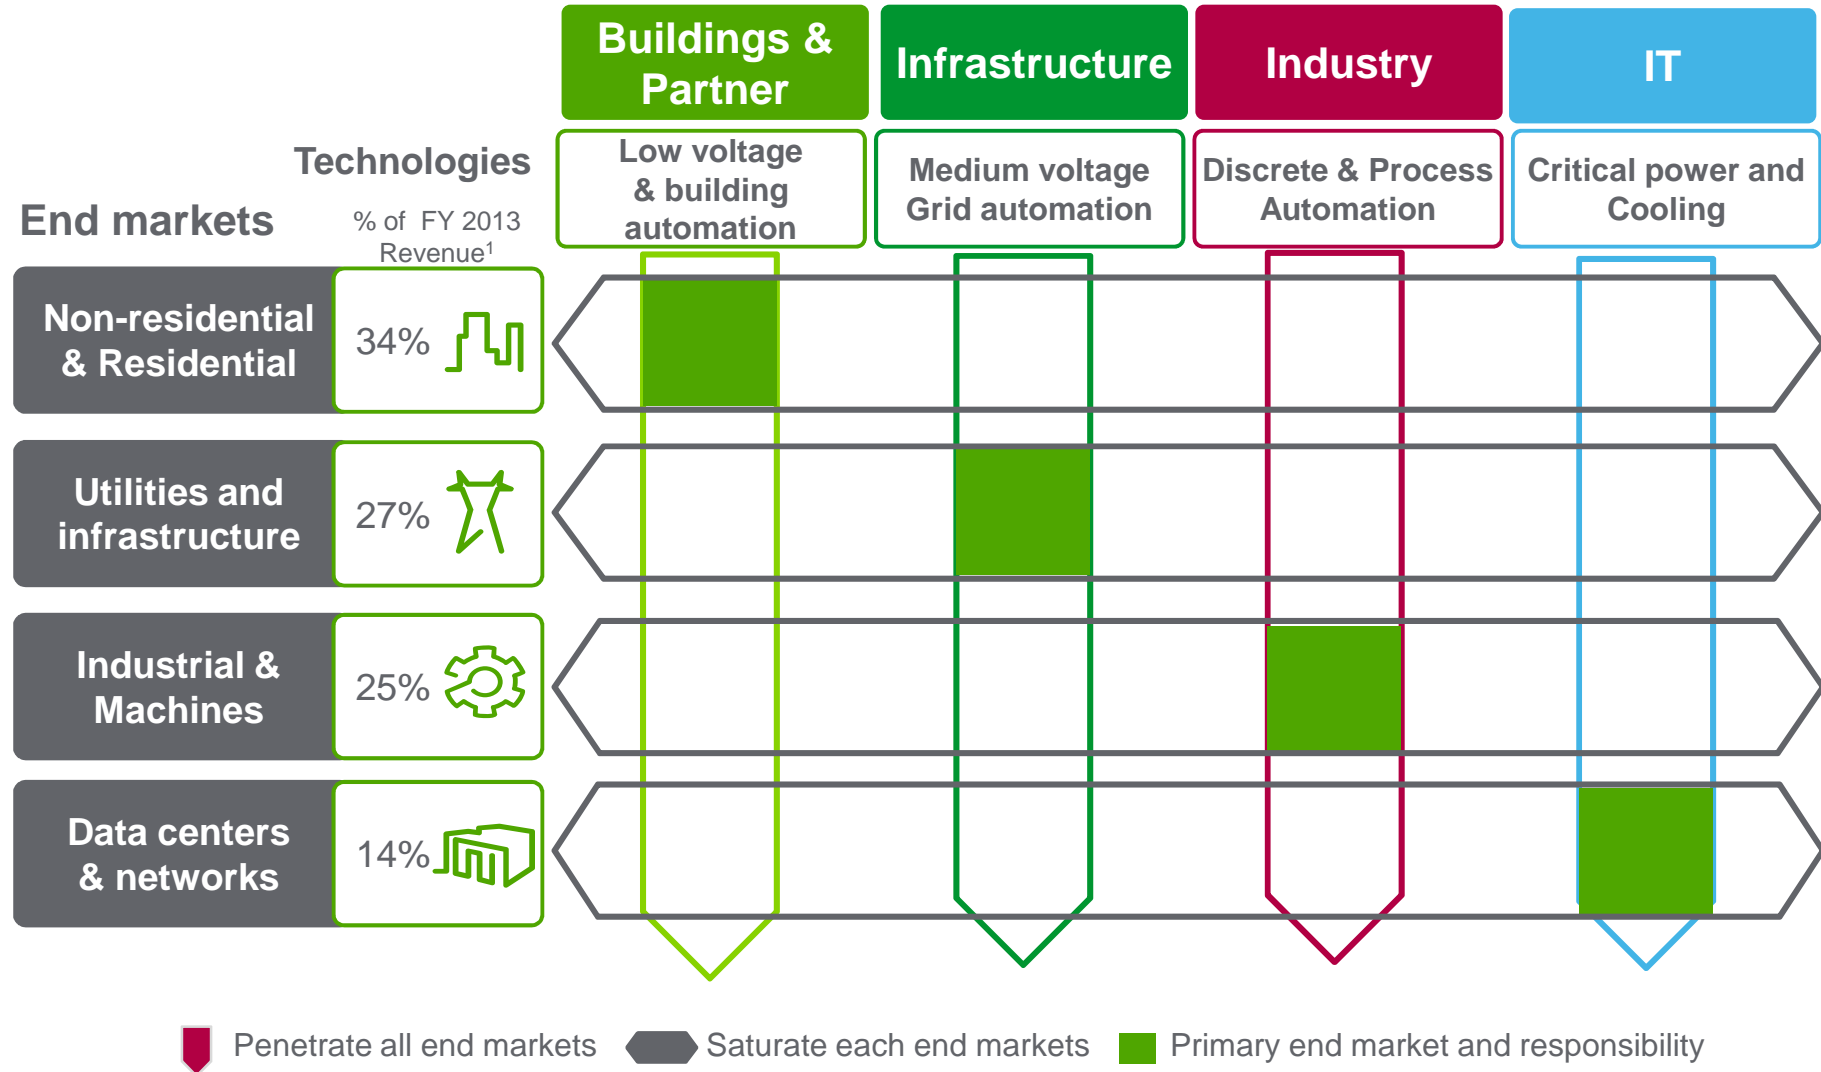 Buildings &
Partner
Infrastructure
Industry
IT
Technologies
Low voltage
& building
automation
Medium voltage
Grid automation
Discrete & Process
Automation
Critical power and
Cooling
End markets
% of FY 2013
Revenue¹
Non-residential
& Residential
34%
Utilities and
infrastructure
27%
Industrial &
Machines
25%
Data centers
& networks
14%
Penetrate all end markets
Saturate each end markets
Primary end market and responsibility